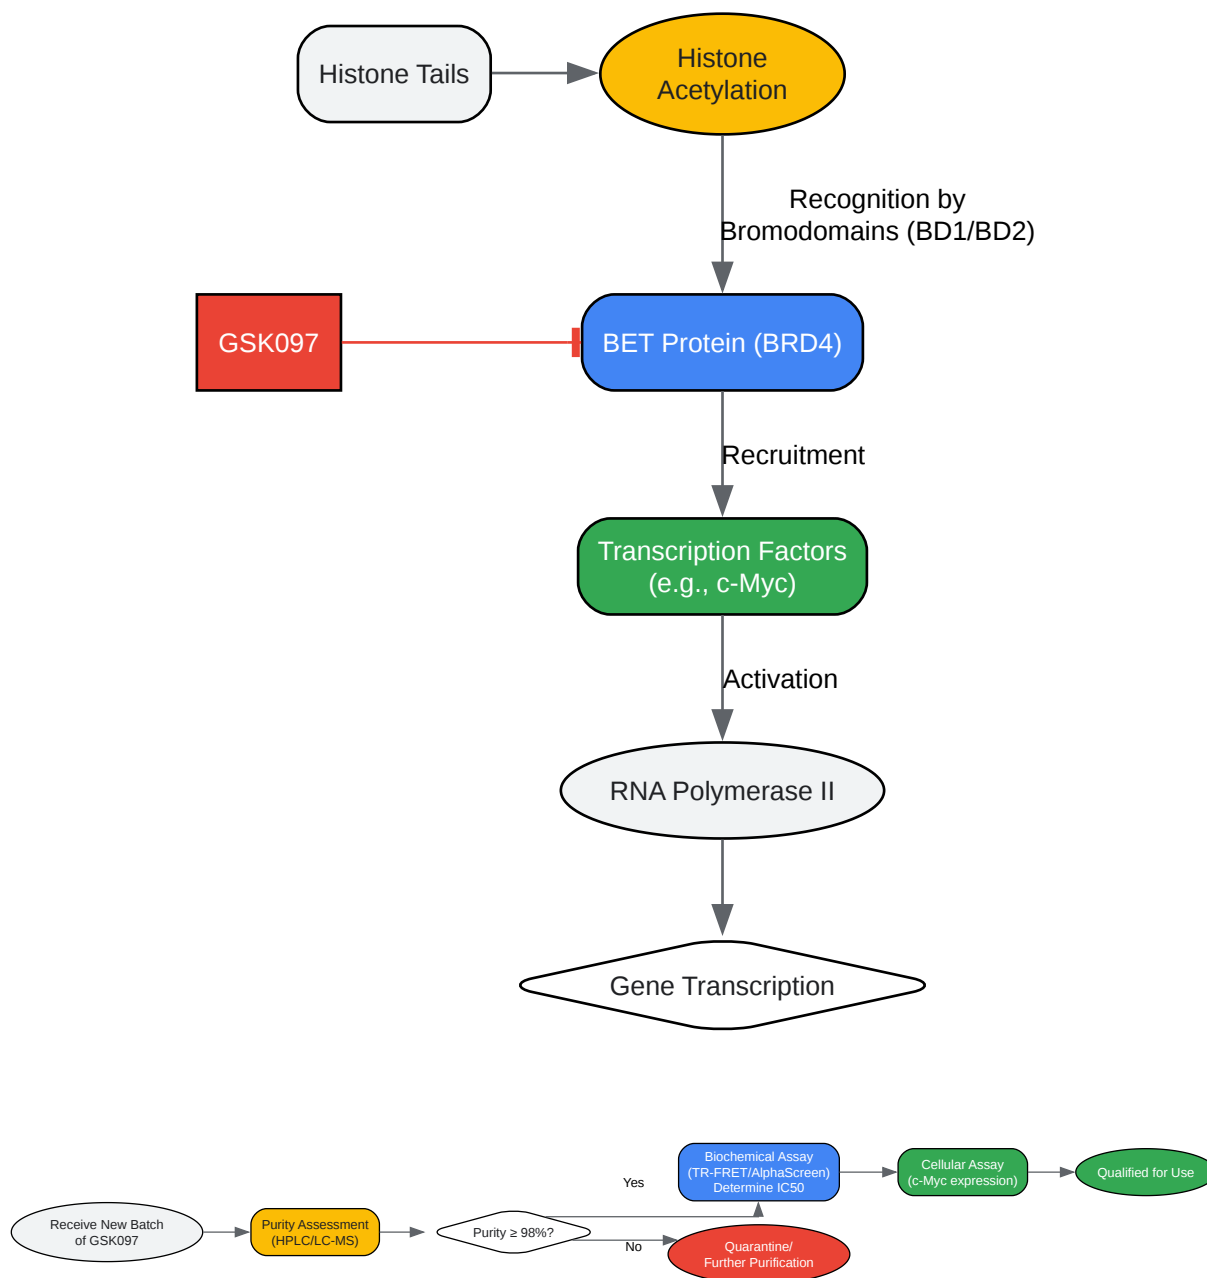 Histone Tails
Histone
Acetylation
Recognition by
Bromodomains (BD1/BD2)
GSK097
BET Protein (BRD4)
Recruitment
Transcription Factors
(e.g., c-Myc)
Activation
RNA Polymerase II
Gene Transcription
Receive New Batch
of GSK097
Purity Assessment
(HPLC/LC-MS)
Purity ≥ 98%?
Yes
No
Biochemical Assay
(TR-FRET/AlphaScreen)
Determine IC50
Quarantine/
Further Purification
Cellular Assay
(c-Myc expression)
Qualified for Use